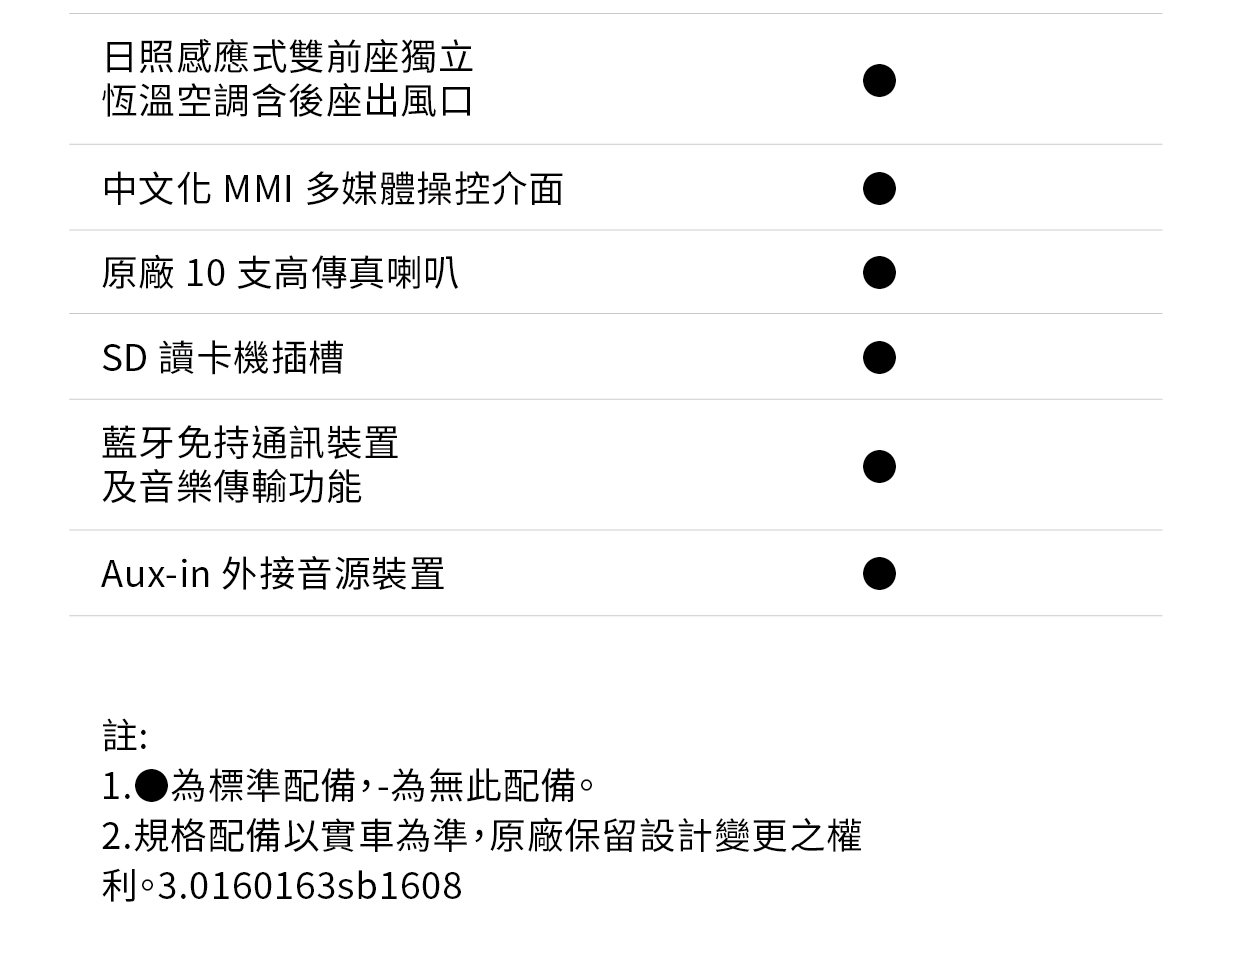 日照感應式雙前座獨立
恆溫空調含後座出風口
●
中文化 MMI 多媒體操控介面
●
原廠 10 支高傳真喇叭
●
SD 讀卡機插槽
●
藍牙免持通訊裝置
及音樂傳輸功能
●
Aux-in 外接音源裝置
●
註:
1.●為標準配備，-為無此配備。
2.規格配備以實車為準，原廠保留設計變更之權
利。3.0160163sb1608